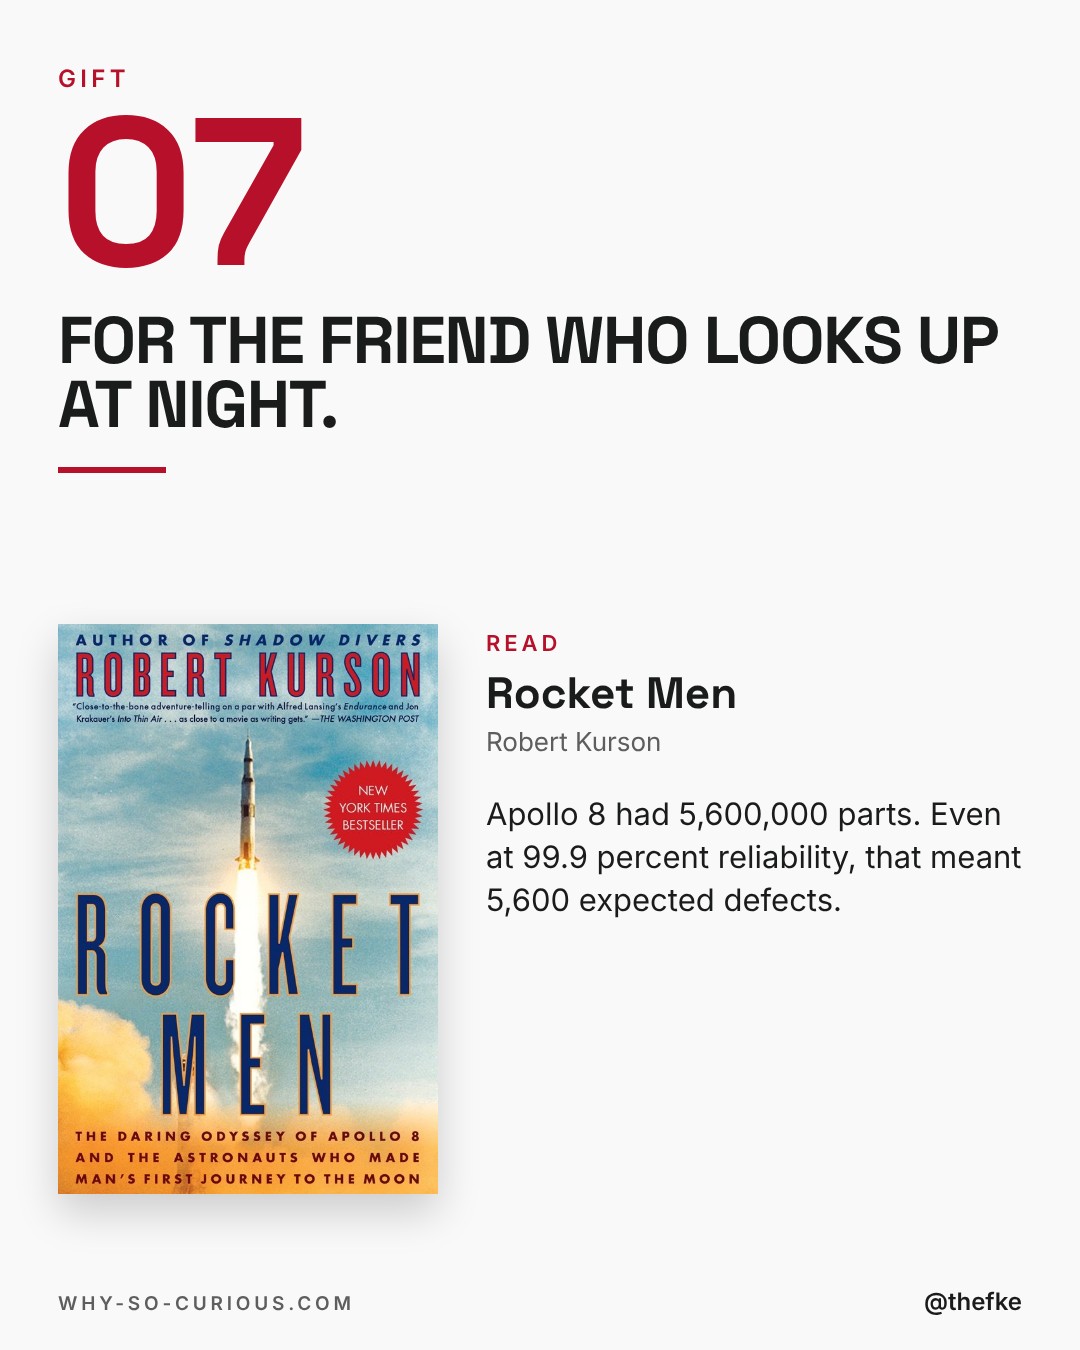 GIFT
07
FOR THE FRIEND WHO LOOKS UP
AT NIGHT.
AUTHOR OF SHADOW DIVERS
ROBERT KURSON
"Close-to-the-bone adventure-telling on a par with Alfred Lansing's Endurance and Jon
Krakauer's Into Thin Air . . . as close to a movie as writing gets." —THE WASHINGTON POST
NEW
YORK TIMES
BESTSELLER
ROCKET
MEN
THE DARING ODYSSEY OF APOLLO 8
AND THE ASTRONAUTS WHO MADE
MAN'S FIRST JOURNEY TO THE MOON
READ
Rocket Men
Robert Kurson
Apollo 8 had 5,600,000 parts. Even
at 99.9 percent reliability, that meant
5,600 expected defects.
WHY-SO-CURIOUS.COM
@thefke